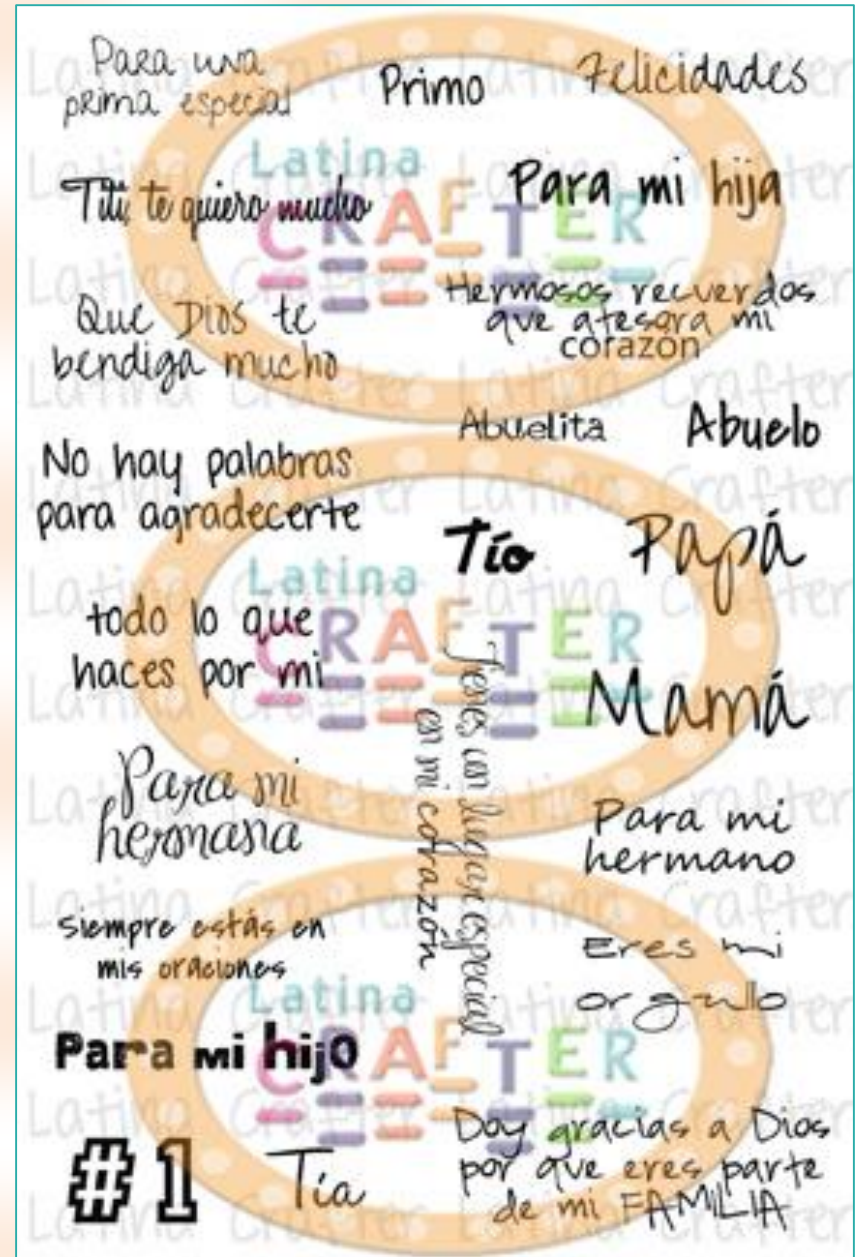 Para una
prima especial
Primo
Felicidades
Titi, te quiero mucho
Para mi hija
Que Dios te
bendiga mucho
Hermosos recuerdos
que atesora mi
corazón
Abuelita
Abuelo
No hay palabras
para agradecerte
Tío
Papá
todo lo que
haces por mi
Mamá
Tienes un lugar especial
en mi corazón
Para mi
hermana
Para mi
hermano
siempre estás en
mis oraciones
Eres mi
orgullo
Para mi hijo
#1
Tía
Doy gracias a Dios
por que eres parte
de mi FAMILIA
Latina
CRAFTER
Latina
CRAFTER
Latina
CRAFTER